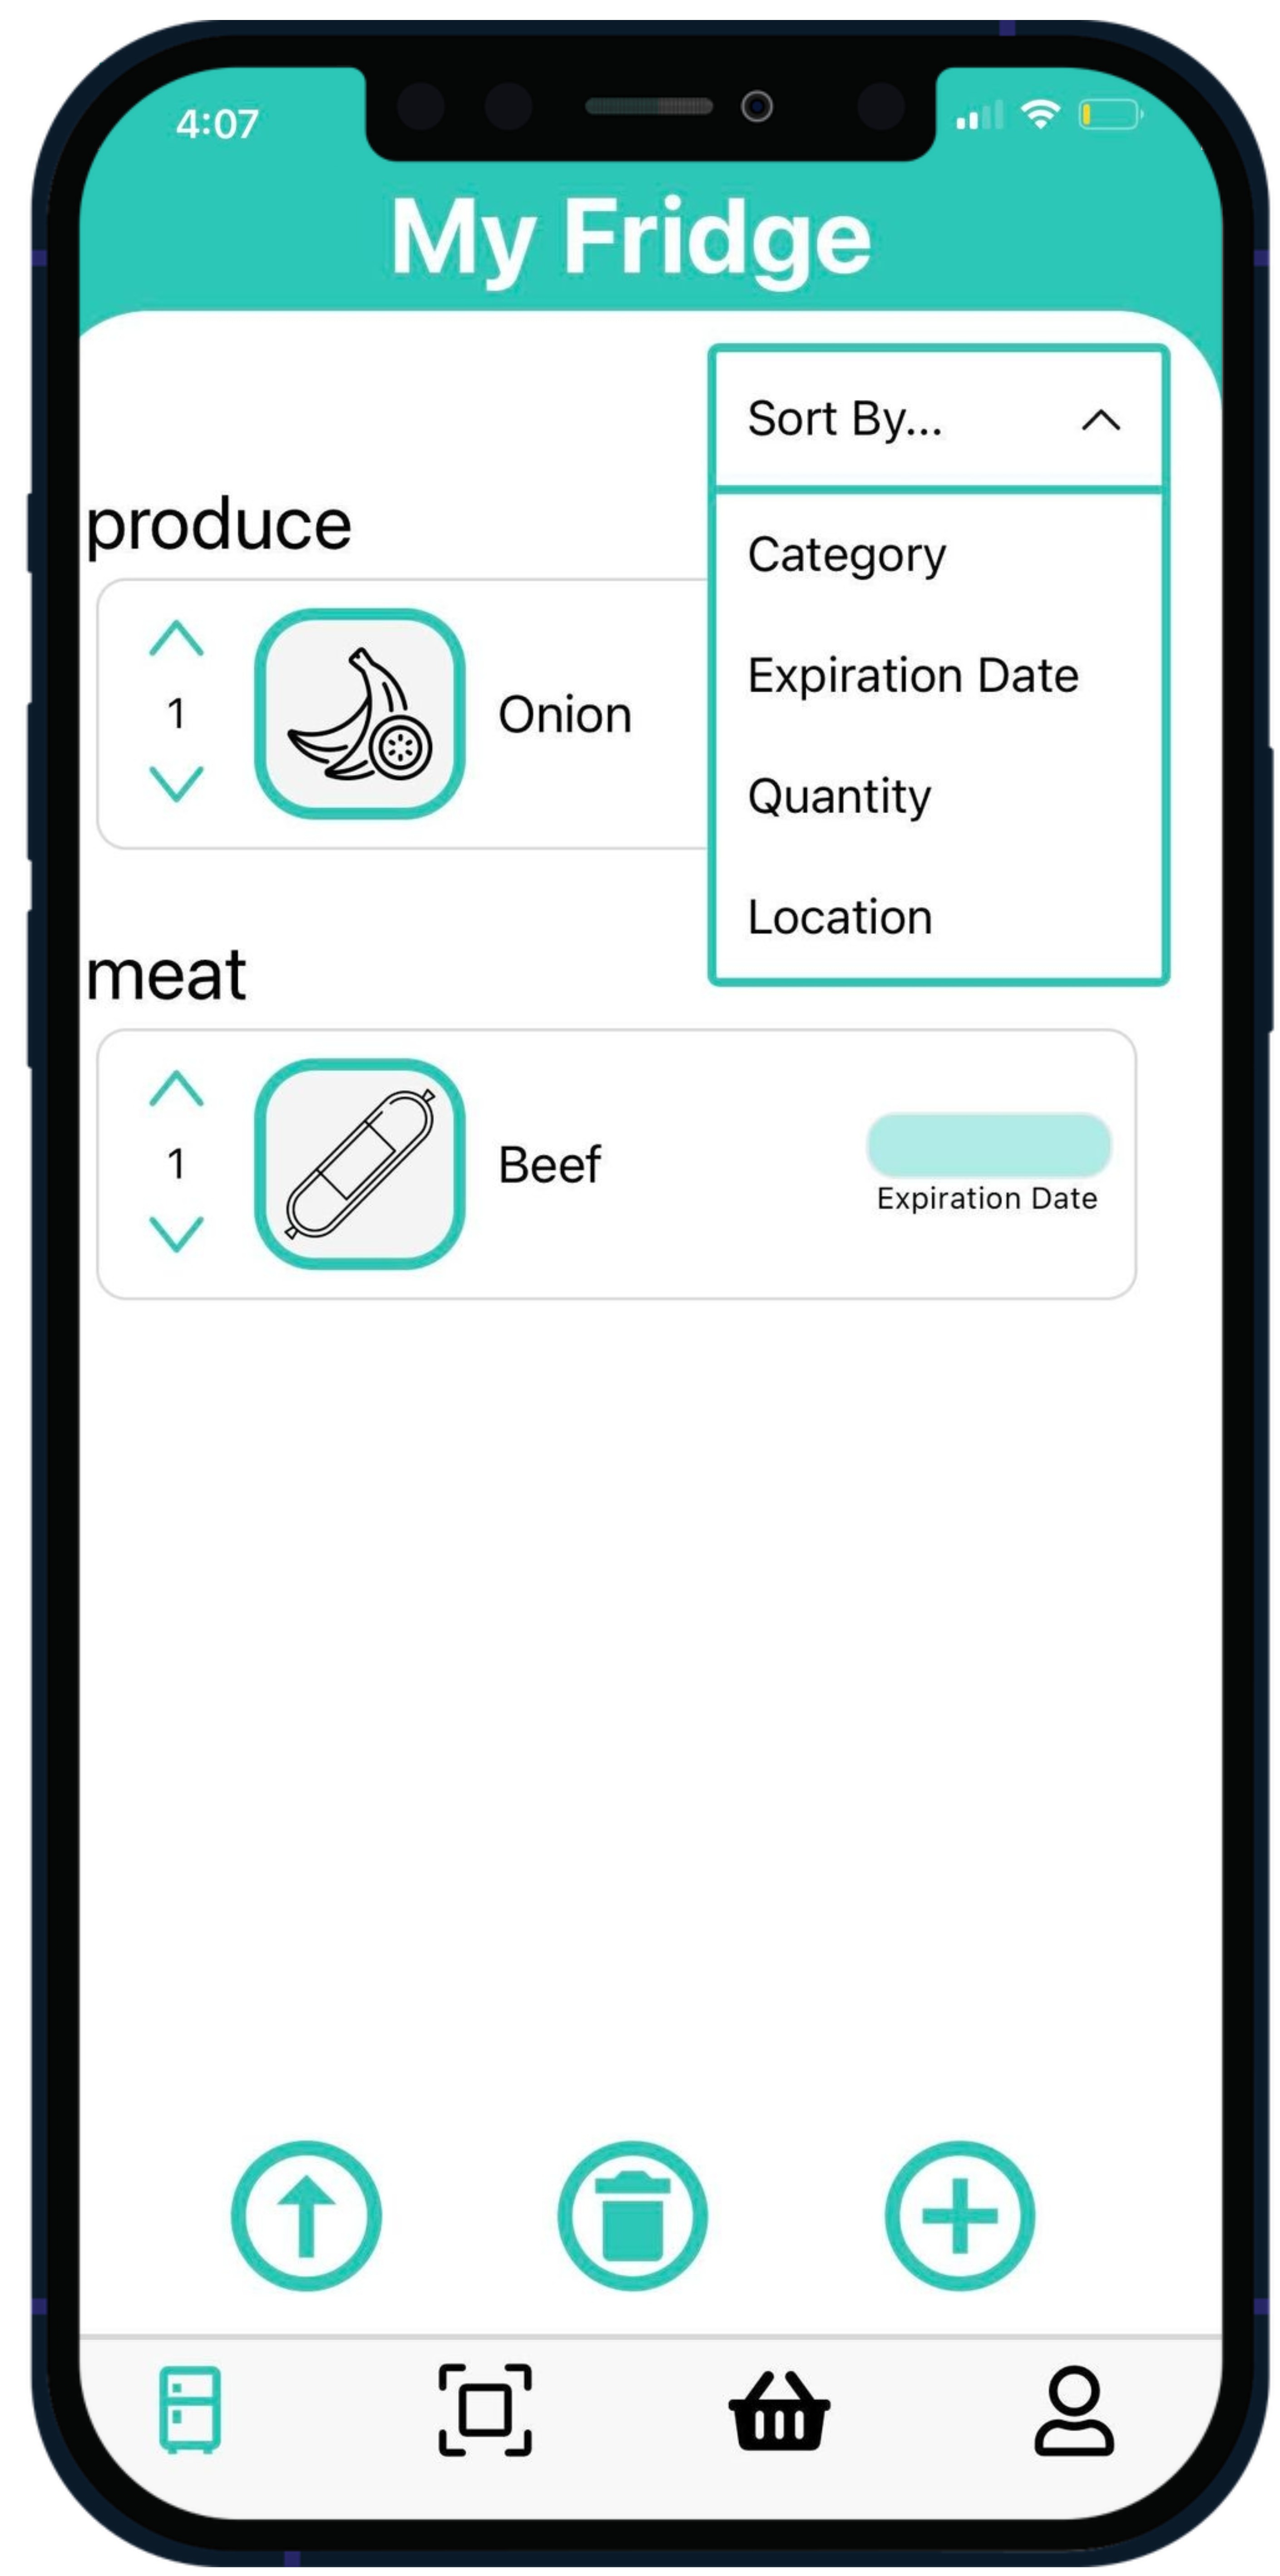 4:07
My Fridge
Sort By...
Category
Expiration Date
Quantity
Location
produce
1
Onion
meat
1
Beef
Expiration Date